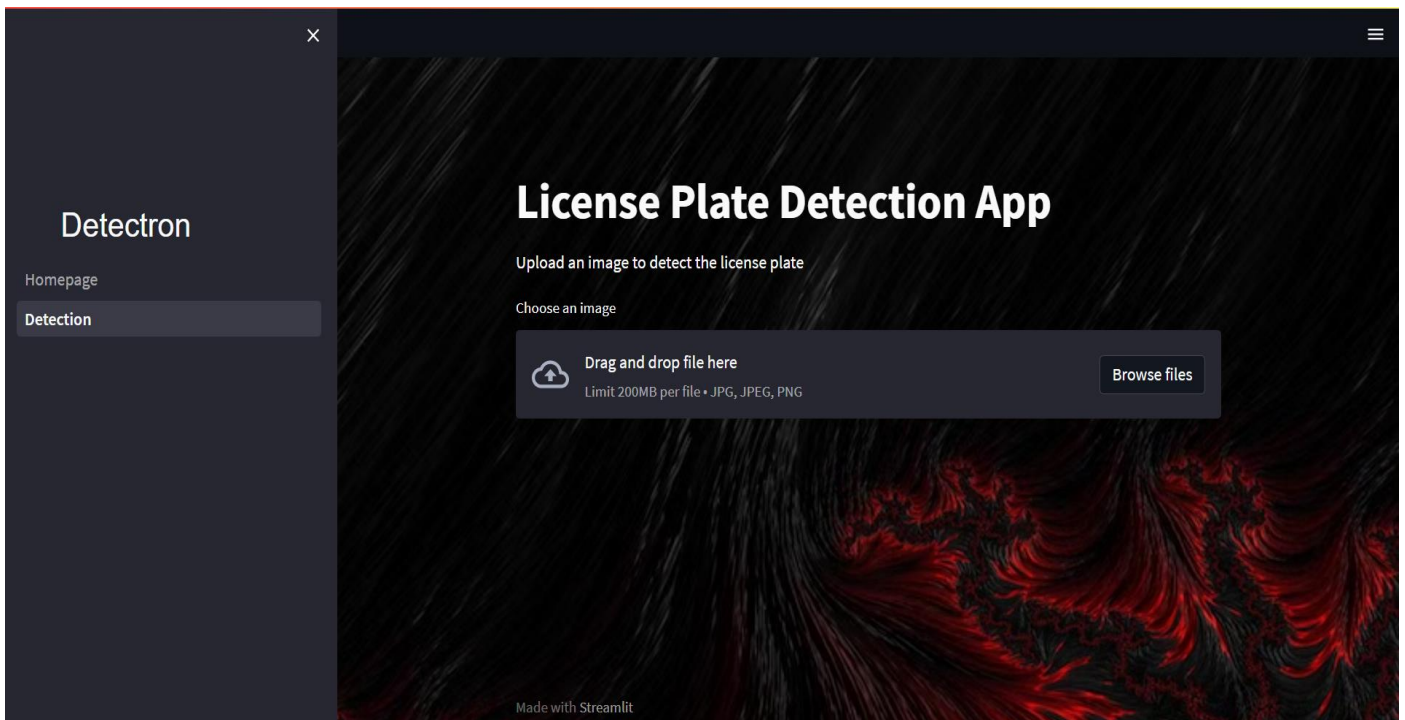 Detectron
Homepage
Detection
License Plate Detection App
Upload an image to detect the license plate
Choose an image
Drag and drop file here
Limit 200MB per file • JPG, JPEG, PNG
Browse files
Made with Streamlit